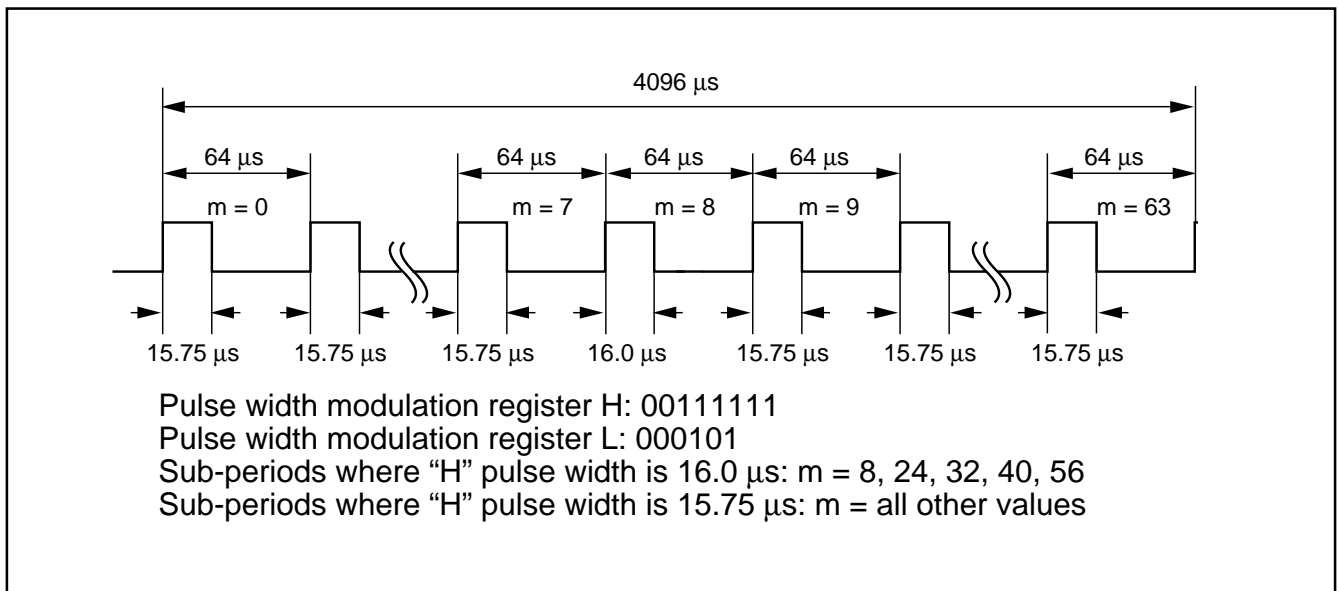 4096 μs
64 μs 64 μs 64 μs 64 μs 64 μs
m = 0 m = 7 m = 8 m = 9 m = 63
15.75 μs 15.75 μs 15.75 μs 16.0 μs 15.75 μs 15.75 μs 15.75 μs
Pulse width modulation register H: 00111111
Pulse width modulation register L: 000101
Sub-periods where “H” pulse width is 16.0 μs: m = 8, 24, 32, 40, 56
Sub-periods where “H” pulse width is 15.75 μs: m = all other values